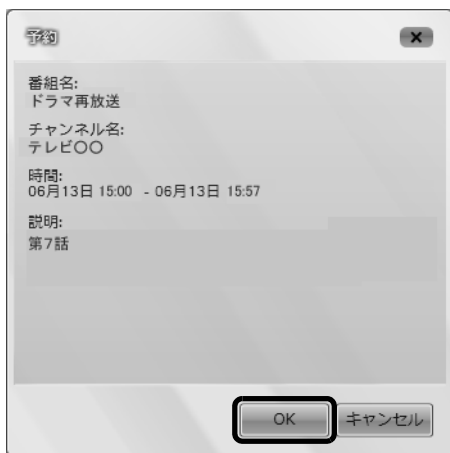 予約
番組名:
ドラマ再放送
チャンネル名:
テレビ○○
時間:
06月13日 15:00 - 06月13日 15:57
説明:
第7話
OK キャンセル